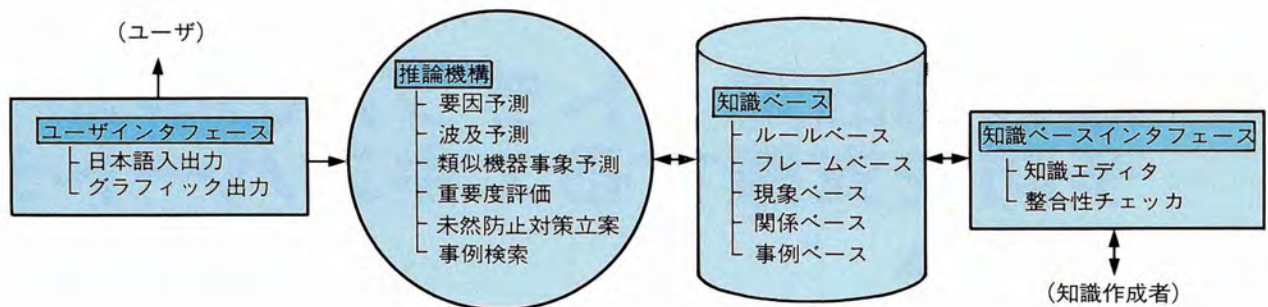 (ユーザ)
ユーザインタフェース
日本語入出力
グラフィック出力
推論機構
要因予測
波及予測
類似機器事象予測
重要度評価
未然防止対策立案
事例検索
知識ベース
ルールベース
フレームベース
現象ベース
関係ベース
事例ベース
知識ベースインタフェース
知識エディタ
整合性チェッカ
(知識作成者)